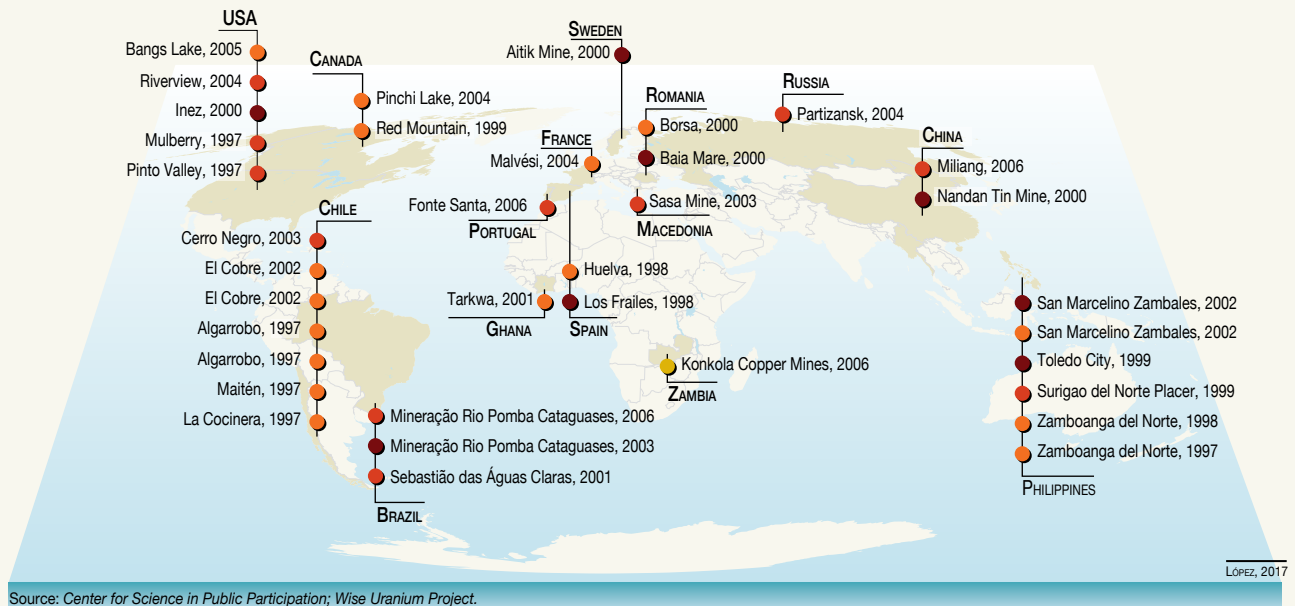 USA
Bangs Lake, 2005
Riverview, 2004
Inez, 2000
Mulberry, 1997
Pinto Valley, 1997
CANADA
Pinchi Lake, 2004
Red Mountain, 1999
SWEDEN
Aitik Mine, 2000
ROMANIA
Borsa, 2000
Baia Mare, 2000
FRANCE
Malvési, 2004
RUSSIA
Partizansk, 2004
CHINA
Miliang, 2006
Nandan Tin Mine, 2000
Fonte Santa, 2006
PORTUGAL
Sasa Mine, 2003
MACEDONIA
CHILE
Cerro Negro, 2003
El Cobre, 2002
El Cobre, 2002
Algarrobo, 1997
Algarrobo, 1997
Maitén, 1997
La Cocinera, 1997
Huelva, 1998
Los Frailes, 1998
SPAIN
Tarkwa, 2001
GHANA
Konkola Copper Mines, 2006
ZAMBIA
San Marcelino Zambales, 2002
San Marcelino Zambales, 2002
Toledo City, 1999
Surigao del Norte Placer, 1999
Zamboanga del Norte, 1998
Zamboanga del Norte, 1997
PHILIPPINES
Mineração Rio Pomba Cataguases, 2006
Mineração Rio Pomba Cataguases, 2003
Sebastião das Águas Claras, 2001
BRAZIL
LÓPEZ, 2017
Source: Center for Science in Public Participation; Wise Uranium Project.